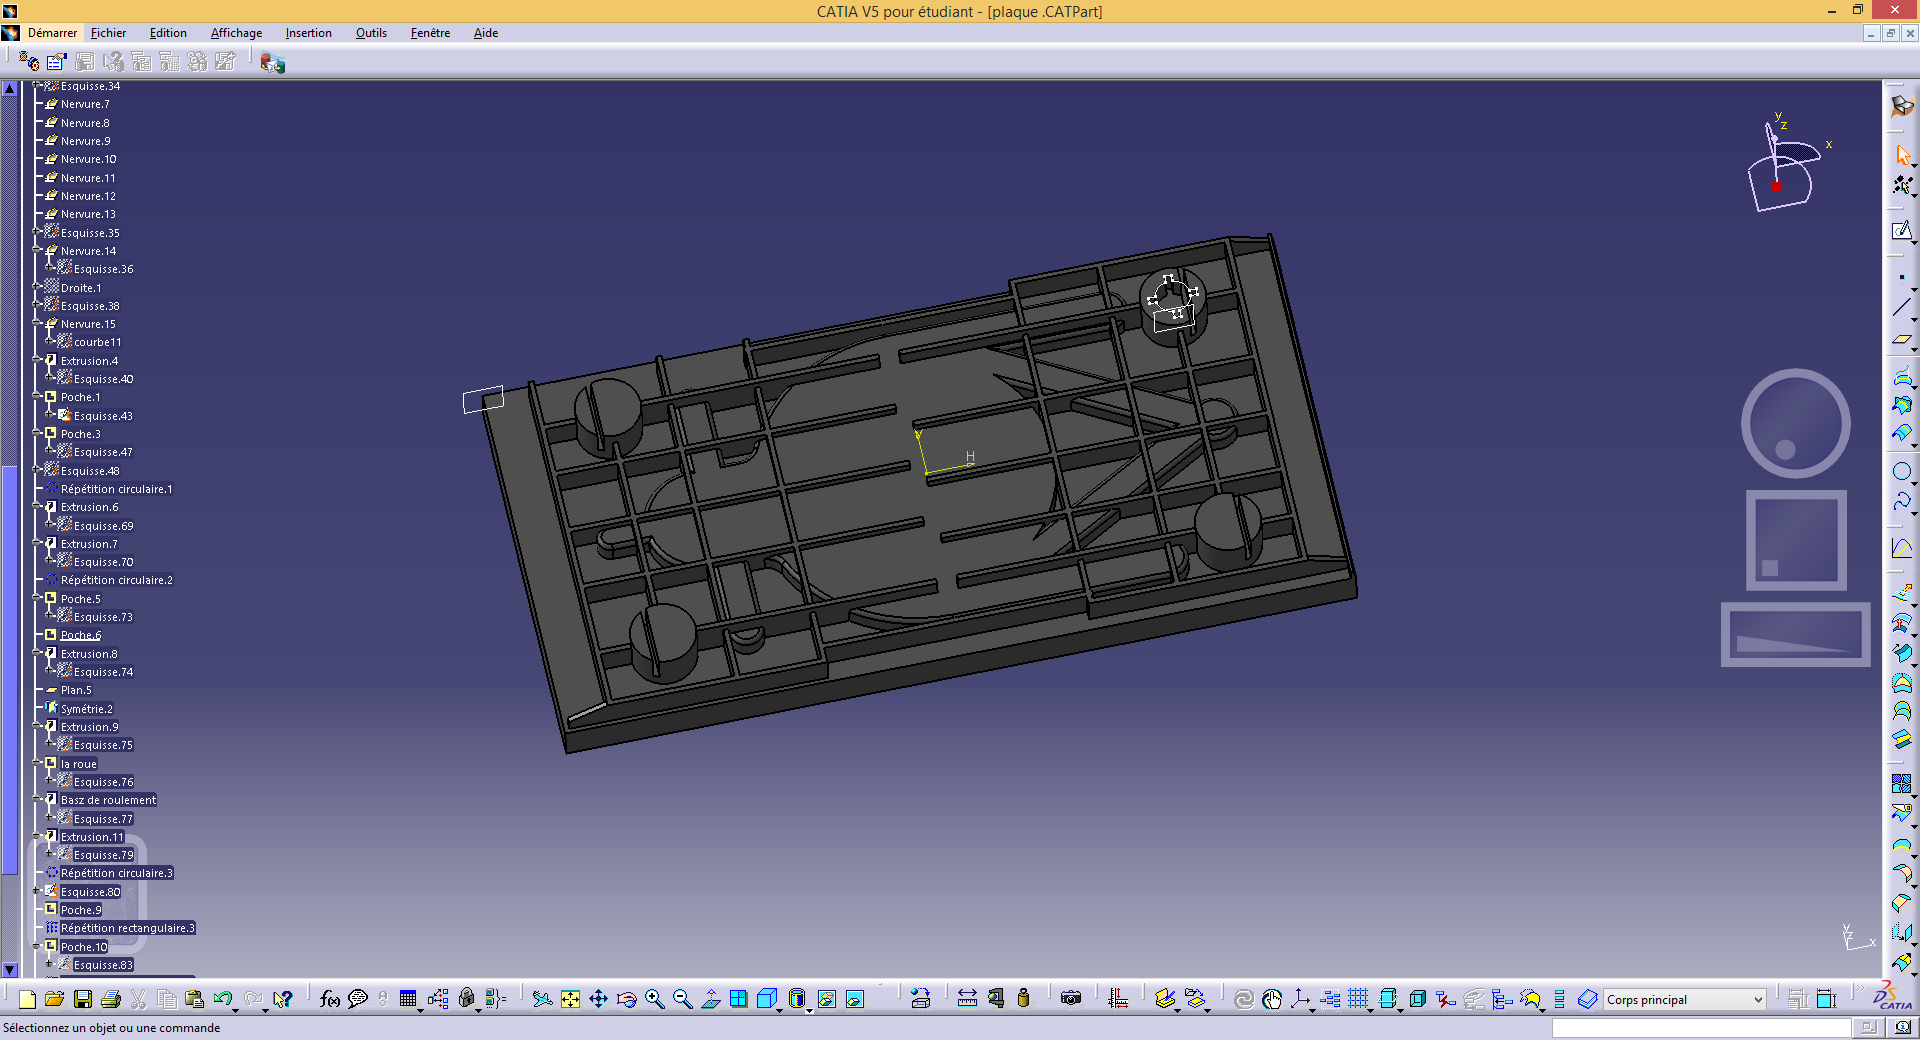 CATIA V5 pour étudiant - [plaque .CATPart]
Démarrer Fichier Edition Affichage Insertion Outils Fenêtre Aide
Esquisse.34
Nervure.7
Nervure.8
Nervure.9
Nervure.10
Nervure.11
Nervure.12
Nervure.13
Esquisse.35
Nervure.14
Esquisse.36
Droite.1
Esquisse.38
Nervure.15
courbe11
Extrusion.4
Esquisse.40
Poche.1
Esquisse.43
Poche.3
Esquisse.47
Esquisse.48
Répétition circulaire.1
Extrusion.6
Esquisse.69
Extrusion.7
Esquisse.70
Répétition circulaire.2
Poche.5
Esquisse.73
Poche.6
Extrusion.8
Esquisse.74
Plan.5
Symétrie.2
Extrusion.9
Esquisse.75
la roue
Esquisse.76
Basz de roulement
Esquisse.77
Extrusion.11
Esquisse.79
Répétition circulaire.3
Esquisse.80
Poche.9
Répétition rectangulaire.3
Poche.10
Esquisse.83
y
z
x
V
H
y
z
x
f(x)
Corps principal
CATIA
Sélectionnez un objet ou une commande